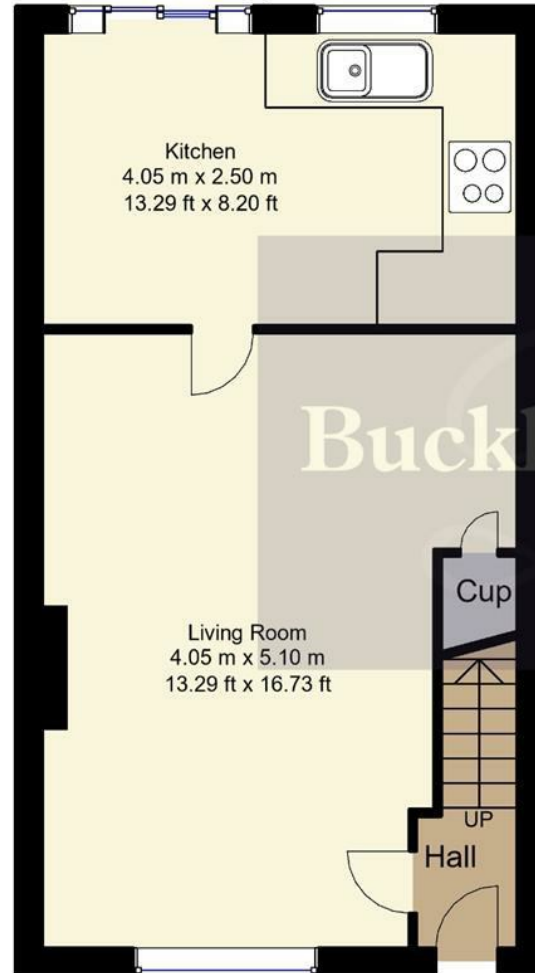 Kitchen
4.05 m x 2.50 m
13.29 ft x 8.20 ft
Buckl
Cup
Living Room
4.05 m x 5.10 m
13.29 ft x 16.73 ft
UP
Hall